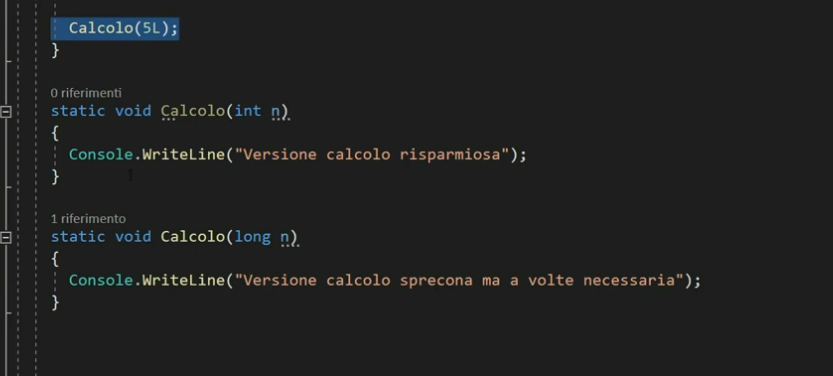 Calcolo(5L);
}
0 riferimenti
static void Calcolo(int n)
{
Console.WriteLine("Versione calcolo risparmiosa");
}
1 riferimento
static void Calcolo(long n)
{
Console.WriteLine("Versione calcolo sprecona ma a volte necessaria");
}